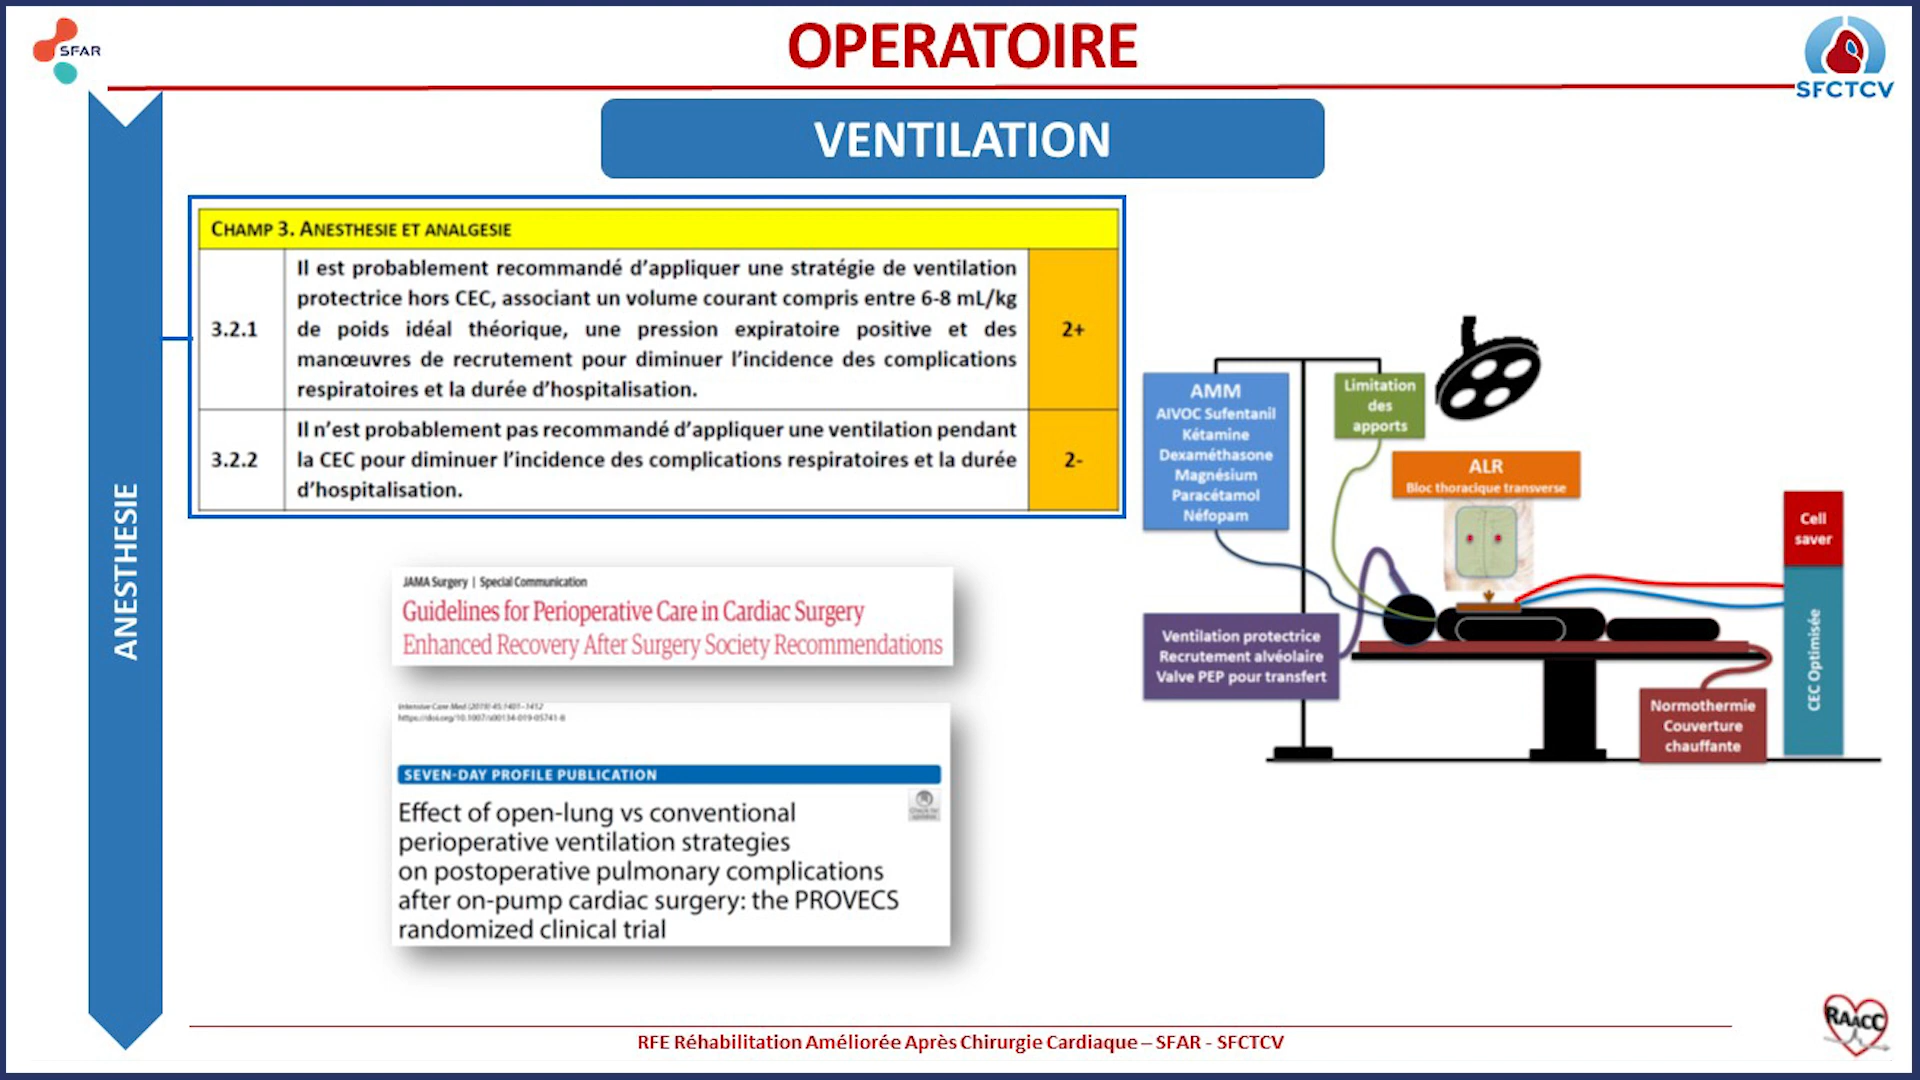 SFAR
OPERATOIRE
SFCTCV
VENTILATION
ANESTHESIE
CHAMP 3. ANESTHESIE ET ANALGESIE
3.2.1
Il est probablement recommandé d’appliquer une stratégie de ventilation
protectrice hors CEC, associant un volume courant compris entre 6-8 mL/kg
de poids idéal théorique, une pression expiratoire positive et des
manœuvres de recrutement pour diminuer l’incidence des complications
respiratoires et la durée d’hospitalisation.
2+
3.2.2
Il n’est probablement pas recommandé d’appliquer une ventilation pendant
la CEC pour diminuer l’incidence des complications respiratoires et la durée
d’hospitalisation.
2-
JAMA Surgery | Special Communication
Guidelines for Perioperative Care in Cardiac Surgery
Enhanced Recovery After Surgery Society Recommendations
Intensive Care Med (2019) 45:1401–1412
https://doi.org/10.1007/s00134-019-05741-8
SEVEN-DAY PROFILE PUBLICATION
Effect of open-lung vs conventional
perioperative ventilation strategies
on postoperative pulmonary complications
after on-pump cardiac surgery: the PROVECS
randomized clinical trial
AMM
AIVOC Sufentanil
Kétamine
Dexaméthasone
Magnésium
Paracétamol
Néfopam
Limitation
des
apports
ALR
Bloc thoracique transverse
Cell
saver
CEC Optimisée
Ventilation protectrice
Recrutement alvéolaire
Valve PEP pour transfert
Normothermie
Couverture
chauffante
RFE Réhabilitation Améliorée Après Chirurgie Cardiaque – SFAR - SFCTCV
RAACC